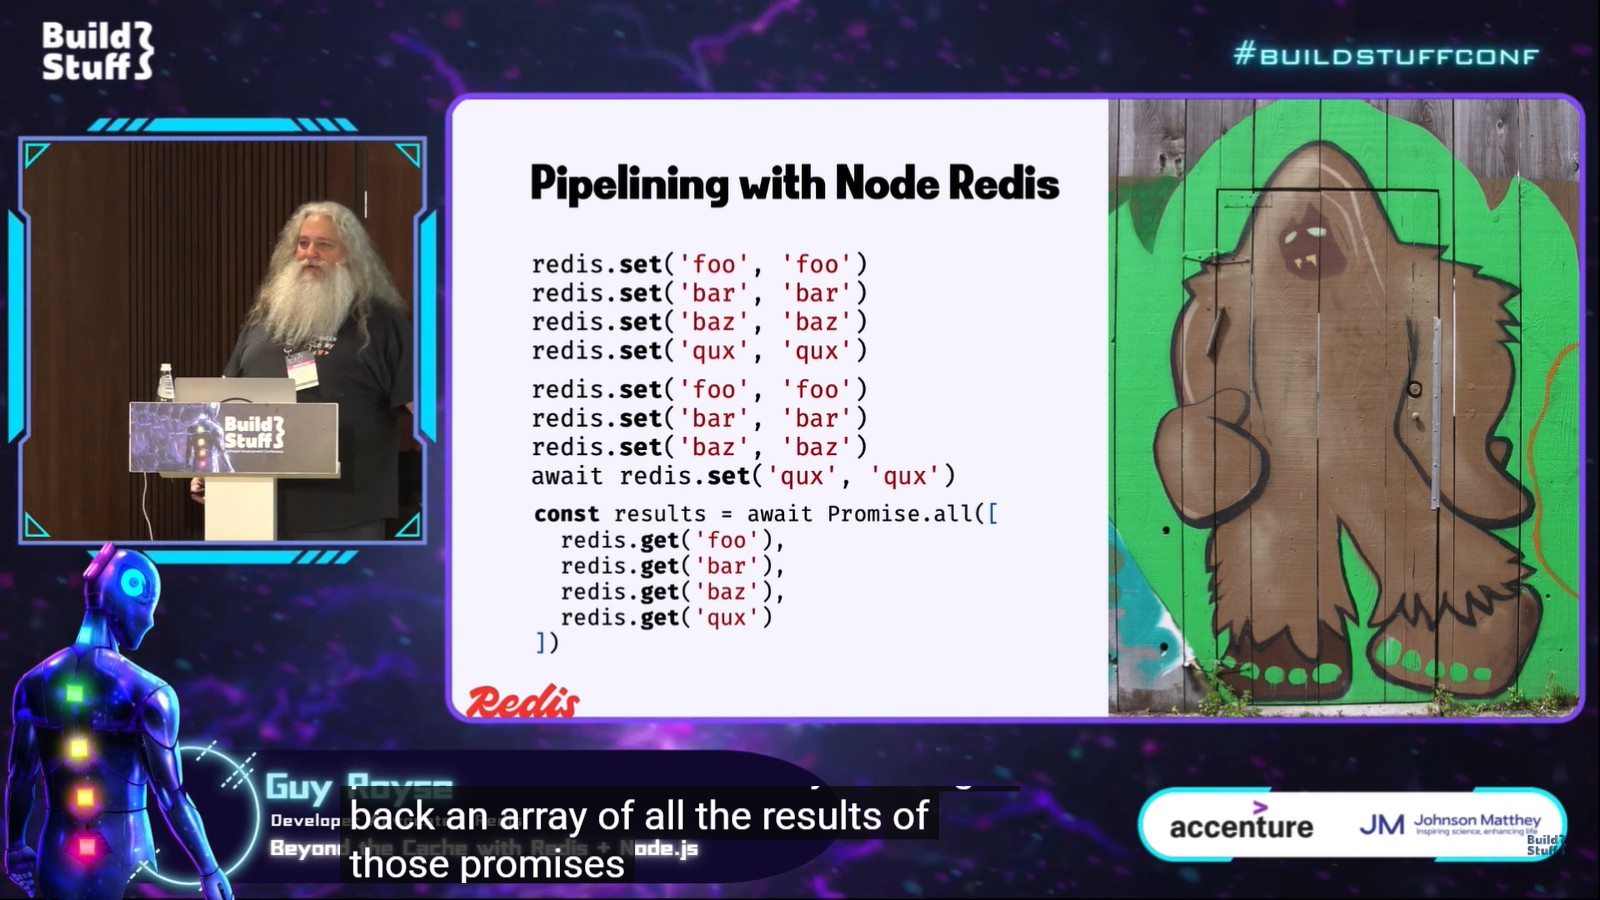 Build
Stuff
#BUILDSTUFFCONF
Pipelining with Node Redis
redis.set('foo', 'foo')
redis.set('bar', 'bar')
redis.set('baz', 'baz')
redis.set('qux', 'qux')
redis.set('foo', 'foo')
redis.set('bar', 'bar')
redis.set('baz', 'baz')
await redis.set('qux', 'qux')
const results = await Promise.all([
redis.get('foo'),
redis.get('bar'),
redis.get('baz'),
redis.get('qux')
])
Redis
Build
Stuff
Guy Royse
Beyond the Cache with Redis + Node.js
back an array of all the results of
those promises
accenture
JM Johnson Matthey
Inspiring science, enhancing life
Build
Stuff